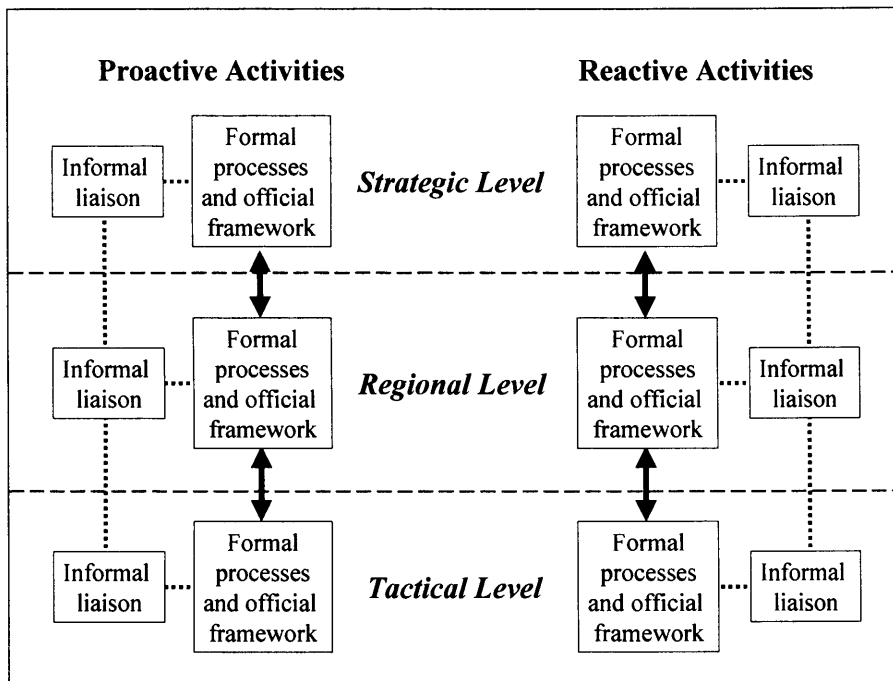 Proactive Activities
Reactive Activities
Informal
liaison
Formal
processes
and official
framework
Strategic Level
Formal
processes
and official
framework
Informal
liaison
Informal
liaison
Formal
processes
and official
framework
Regional Level
Formal
processes
and official
framework
Informal
liaison
Informal
liaison
Formal
processes
and official
framework
Tactical Level
Formal
processes
and official
framework
Informal
liaison